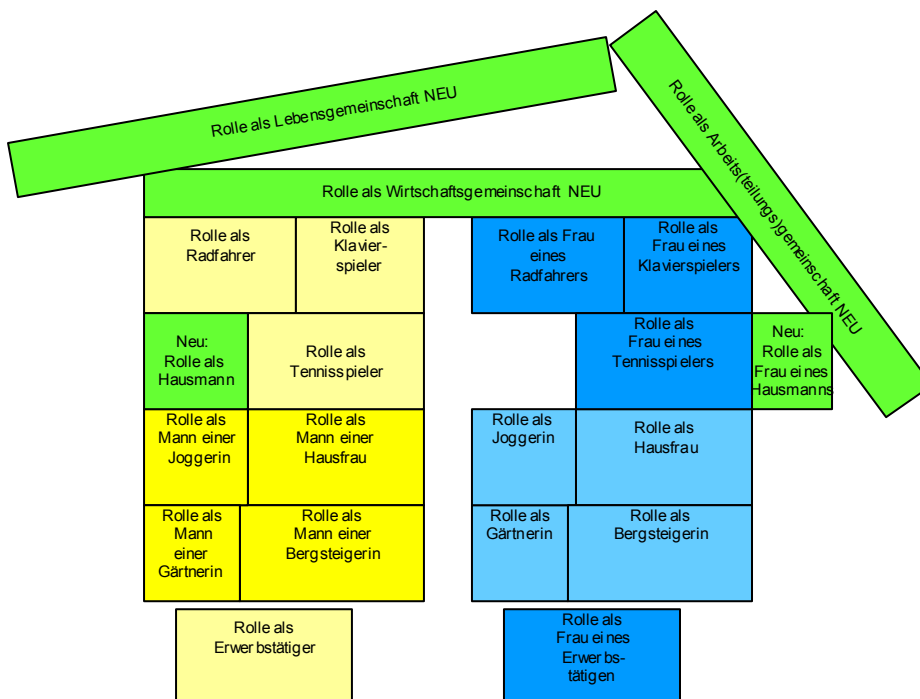 Rolle als Lebensgemeinschaft NEU
Rolle als Arbeits(teilungs)gemeinschaft NEU
Rolle als Wirtschaftsgemeinschaft NEU
Rolle als
Radfahrer
Rolle als
Klavier-
spieler
Rolle als Frau
eines
Radfahrers
Rolle als
Frau eines
Klavierspielers
Neu:
Rolle als
Hausmann
Rolle als
Tennisspieler
Rolle als
Frau eines
Tennisspielers
Neu:
Rolle als
Frau eines
Hausmanns
Rolle als
Mann einer
Joggerin
Rolle als
Mann einer
Hausfrau
Rolle als
Joggerin
Rolle als
Hausfrau
Rolle als
Mann
einer
Gärtnerin
Rolle als
Mann einer
Bergsteigerin
Rolle als
Gärtnerin
Rolle als
Bergsteigerin
Rolle als
Erwerbstätiger
Rolle als
Frau eines
Erwerbs-
tätigen